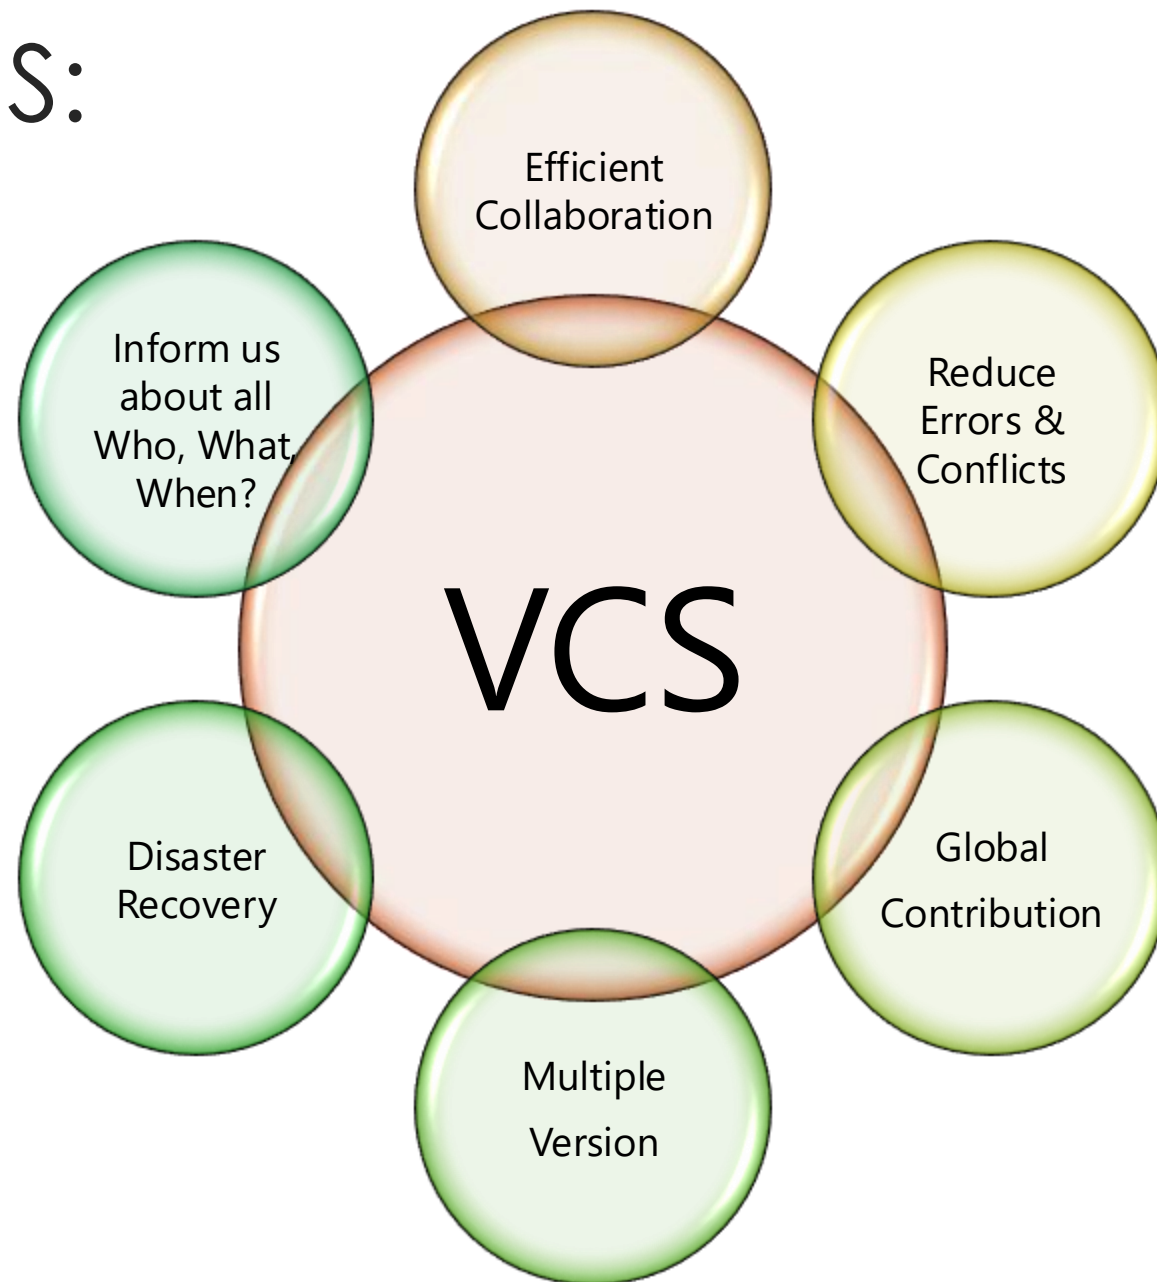 S:
Efficient
Collaboration
Reduce
Errors &
Conflicts
Global
Contribution
Multiple
Version
Disaster
Recovery
Inform us
about all
Who, What,
When?
VCS